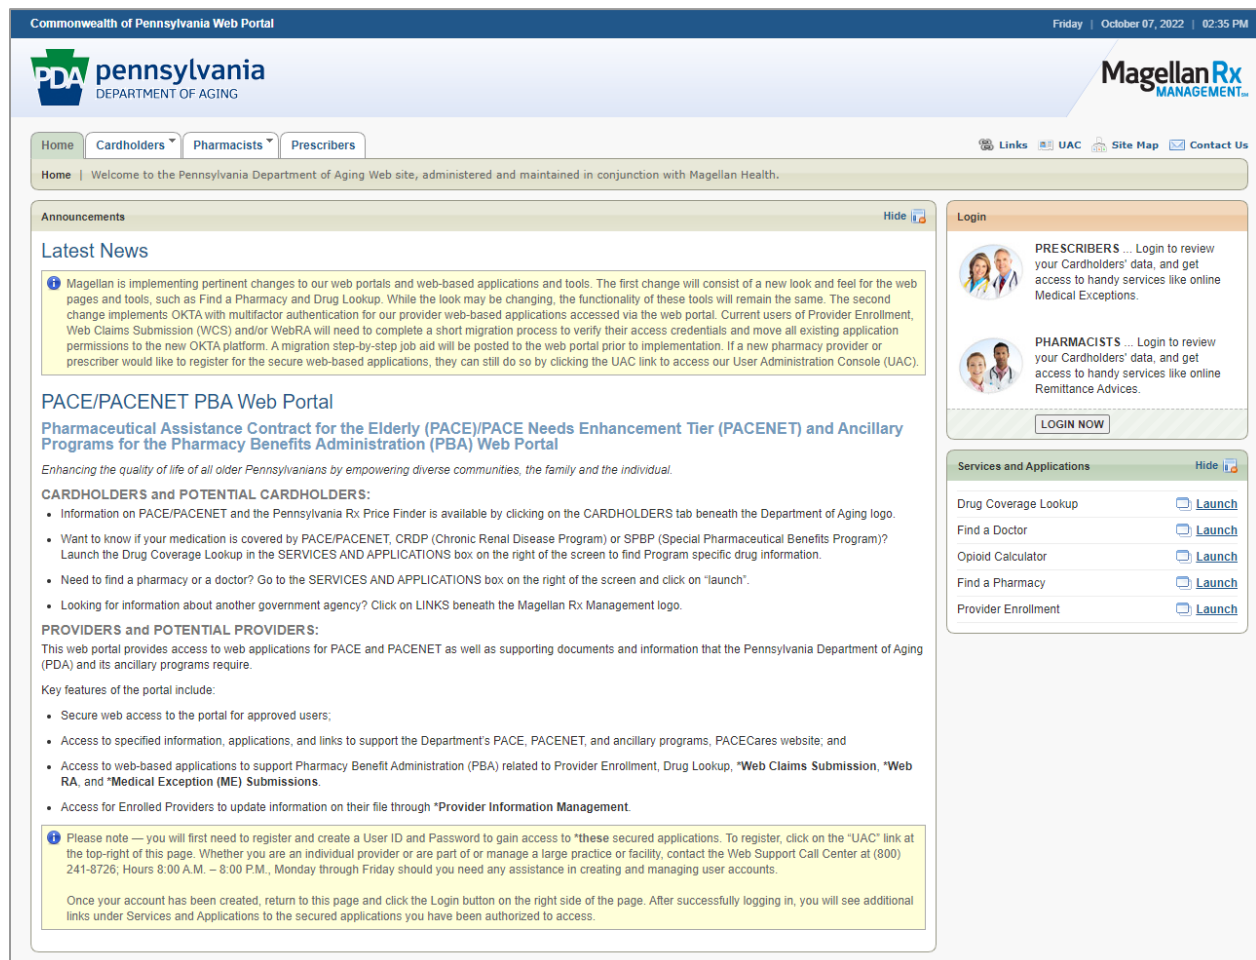 Commonwealth of Pennsylvania Web Portal
Friday | October 07, 2022 | 02:35 PM
PDA pennsylvania
DEPARTMENT OF AGING
Magellan Rx
MANAGEMENT SM
Home Cardholders Pharmacists Prescribers
Links UAC Site Map Contact Us
Home | Welcome to the Pennsylvania Department of Aging Web site, administered and maintained in conjunction with Magellan Health.
Announcements Hide
Latest News
Magellan is implementing pertinent changes to our web portals and web-based applications and tools. The first change will consist of a new look and feel for the web
pages and tools, such as Find a Pharmacy and Drug Lookup. While the look may be changing, the functionality of these tools will remain the same. The second
change implements OKTA with multifactor authentication for our provider web-based applications accessed via the web portal. Current users of Provider Enrollment,
Web Claims Submission (WCS) and/or WebRA will need to complete a short migration process to verify their access credentials and move all existing application
permissions to the new OKTA platform. A migration step-by-step job aid will be posted to the web portal prior to implementation. If a new pharmacy provider or
prescriber would like to register for the secure web-based applications, they can still do so by clicking the UAC link to access our User Administration Console (UAC).
PACE/PACENET PBA Web Portal
Pharmaceutical Assistance Contract for the Elderly (PACE)/PACE Needs Enhancement Tier (PACENET) and Ancillary
Programs for the Pharmacy Benefits Administration (PBA) Web Portal
Enhancing the quality of life of all older Pennsylvanians by empowering diverse communities, the family and the individual.
CARDHOLDERS and POTENTIAL CARDHOLDERS:
• Information on PACE/PACENET and the Pennsylvania Rx Price Finder is available by clicking on the CARDHOLDERS tab beneath the Department of Aging logo.
• Want to know if your medication is covered by PACE/PACENET, CRDP (Chronic Renal Disease Program) or SPBP (Special Pharmaceutical Benefits Program)?
Launch the Drug Coverage Lookup in the SERVICES AND APPLICATIONS box on the right of the screen to find Program specific drug information.
• Need to find a pharmacy or a doctor? Go to the SERVICES AND APPLICATIONS box on the right of the screen and click on “launch”.
• Looking for information about another government agency? Click on LINKS beneath the Magellan Rx Management logo.
PROVIDERS and POTENTIAL PROVIDERS:
This web portal provides access to web applications for PACE and PACENET as well as supporting documents and information that the Pennsylvania Department of Aging
(PDA) and its ancillary programs require.
Key features of the portal include:
• Secure web access to the portal for approved users;
• Access to specified information, applications, and links to support the Department's PACE, PACENET, and ancillary programs, PACECares website; and
• Access to web-based applications to support Pharmacy Benefit Administration (PBA) related to Provider Enrollment, Drug Lookup, *Web Claims Submission, *Web
RA, and *Medical Exception (ME) Submissions.
• Access for Enrolled Providers to update information on their file through *Provider Information Management.
Please note — you will first need to register and create a User ID and Password to gain access to *these secured applications. To register, click on the “UAC” link at
the top-right of this page. Whether you are an individual provider or are part of or manage a large practice or facility, contact the Web Support Call Center at (800)
241-8726; Hours 8:00 A.M. – 8:00 P.M., Monday through Friday should you need any assistance in creating and managing user accounts.
Once your account has been created, return to this page and click the Login button on the right side of the page. After successfully logging in, you will see additional
links under Services and Applications to the secured applications you have been authorized to access.
Login
PRESCRIBERS ... Login to review
your Cardholders' data, and get
access to handy services like online
Medical Exceptions.
PHARMACISTS ... Login to review
your Cardholders' data, and get
access to handy services like online
Remittance Advices.
LOGIN NOW
Services and Applications Hide
Drug Coverage Lookup Launch
Find a Doctor Launch
Opioid Calculator Launch
Find a Pharmacy Launch
Provider Enrollment Launch